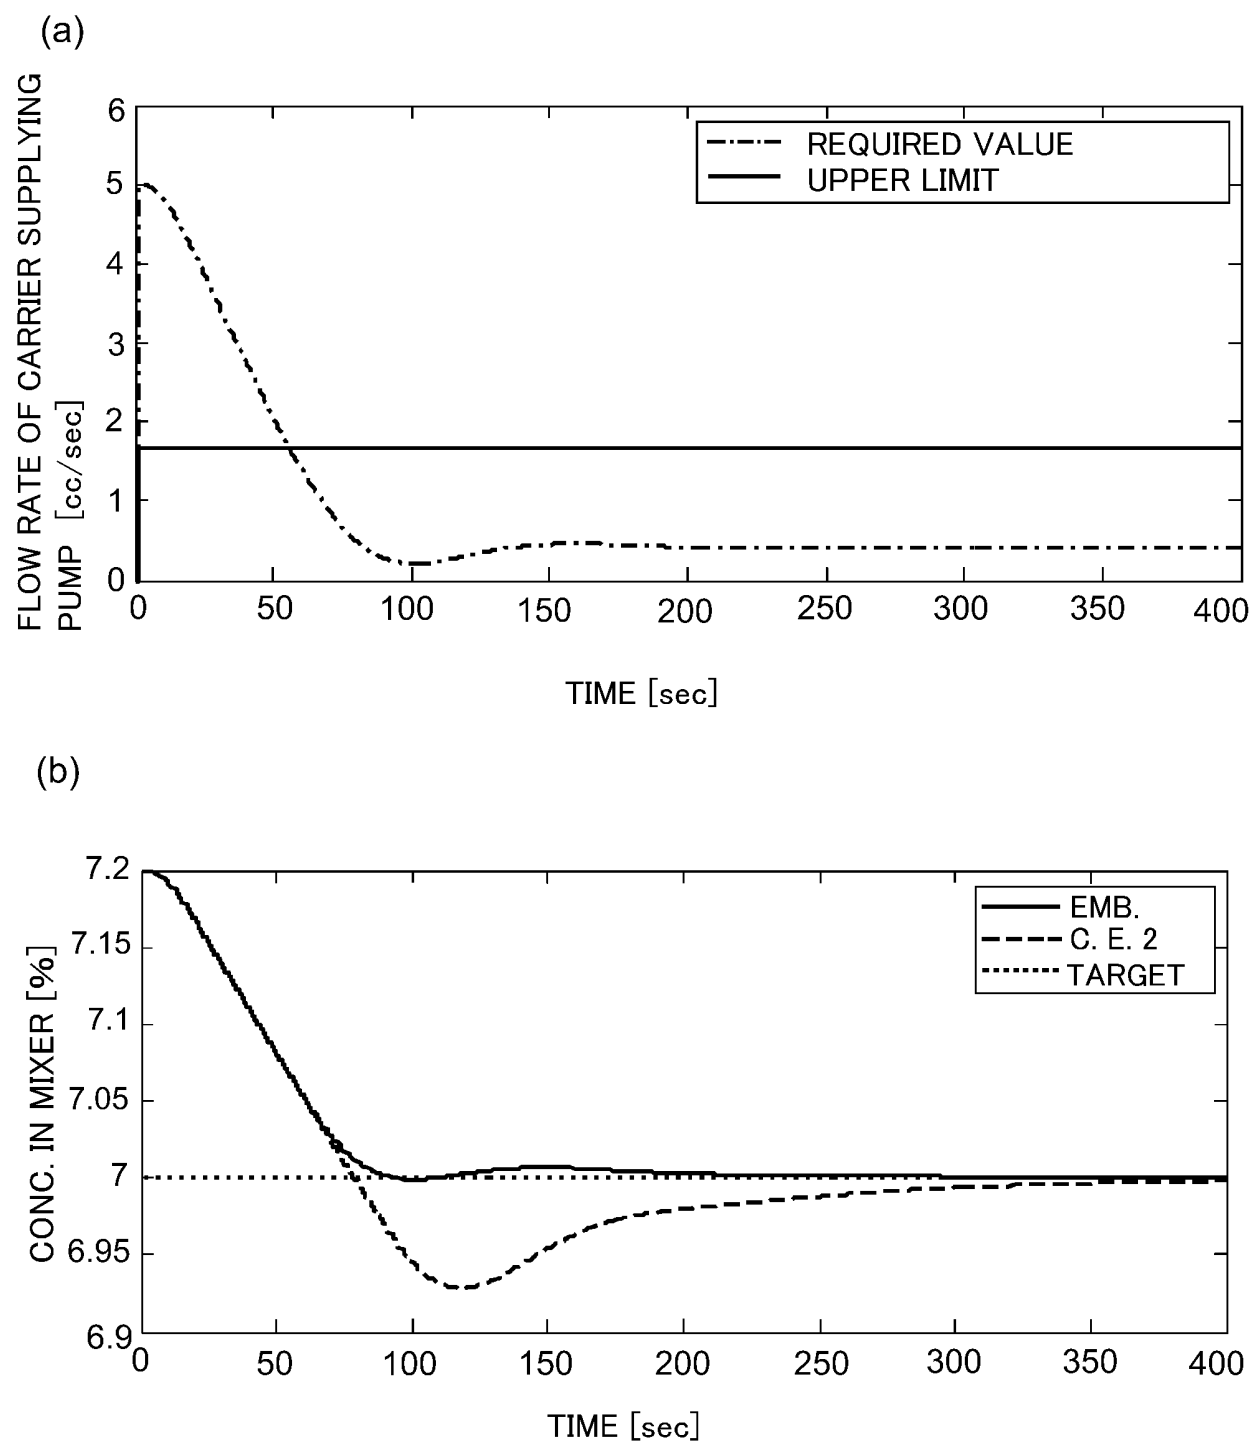 (a)
FLOW RATE OF CARRIER SUPPLYING
PUMP [cc/sec]
6
5
4
3
2
1
0
REQUIRED VALUE
UPPER LIMIT
0 50 100 150 200 250 300 350 400
TIME [sec]
(b)
CONC. IN MIXER [%]
7.2
7.15
7.1
7.05
7
6.95
6.9
EMB.
C. E. 2
TARGET
0 50 100 150 200 250 300 350 400
TIME [sec]